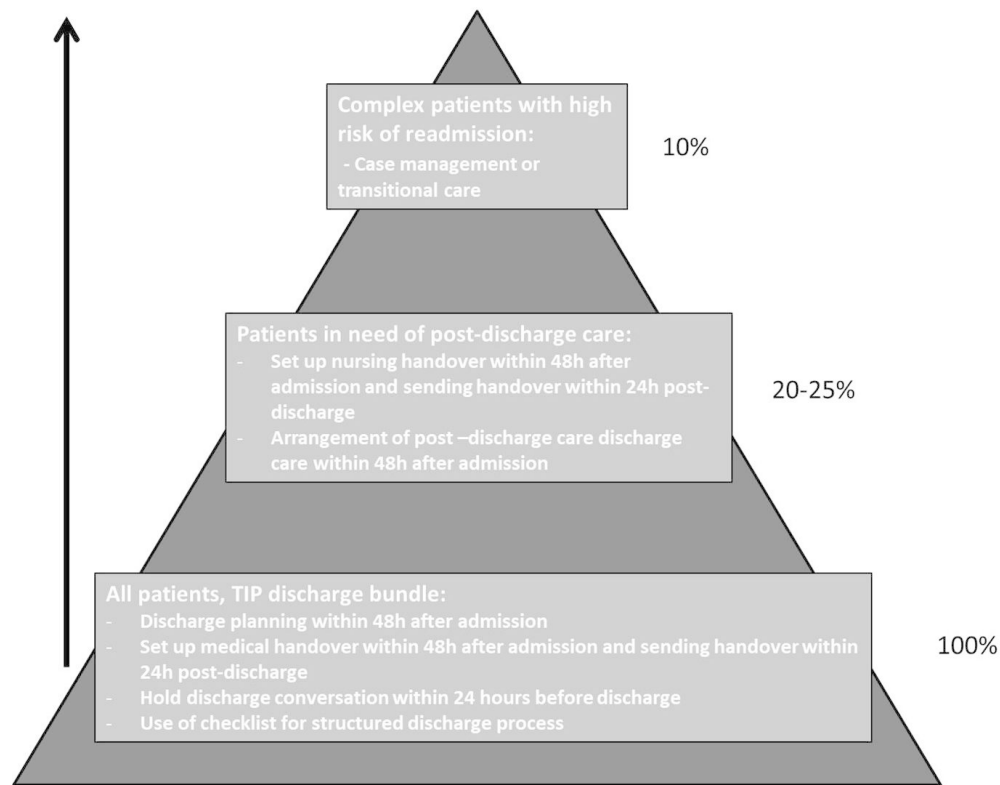 Complex patients with high
risk of readmission:
- Case management or
transitional care
10%
Patients in need of post-discharge care:
- Set up nursing handover within 48h after
admission and sending handover within 24h post-
discharge
- Arrangement of post –discharge care discharge
care within 48h after admission
20-25%
All patients, TIP discharge bundle:
- Discharge planning within 48h after admission
- Set up medical handover within 48h after admission and sending handover within
24h post-discharge
- Hold discharge conversation within 24 hours before discharge
- Use of checklist for structured discharge process
100%